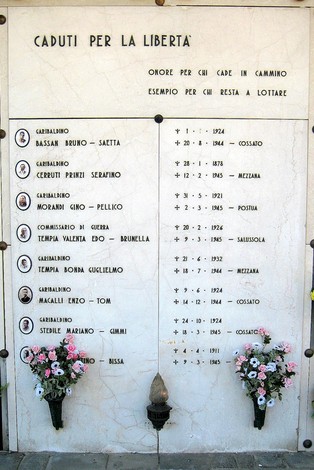 CADUTI PER LA LIBERTA'
ONORE PER CHI CADE IN CAMMINO
ESEMPIO PER CHI RESTA A LOTTARE
GARIBALDINO
BASSAN BRUNO – SAETTA
1 - : - 1924
20 - 8 - 1944 – COSSATO
GARIBALDINO
CERRUTI PRINZI SERAFINO
28 - 1 - 1878
12 - 2 - 1945 – MEZZANA
GARIBALDINO
MORANDI GINO – PELLICO
31 - 5 - 1921
2 - 3 - 1945 – POSTUA
COMMISSARIO DI GUERRA
TEMPIA VALENTA EDO – BRUNELLA
20 - 2 - 1926
9 - 3 - 1945 – SALUSSOLA
GARIBALDINO
TEMPIA BONDA GUGLIELMO
21 - 6 - 1932
18 - 7 - 1944 – MEZZANA
GARIBALDINO
MACALLI ENZO – TOM
9 - 6 - 1924
14 - 12 - 1944 – COSSATO
GARIBALDINO
STEDILE MARIANO – GIMMI
24 - 10 - 1924
18 - 3 - 1945 – COSSATO
– BISSA
4 - 4 - 1911
9 - 3 - 1945